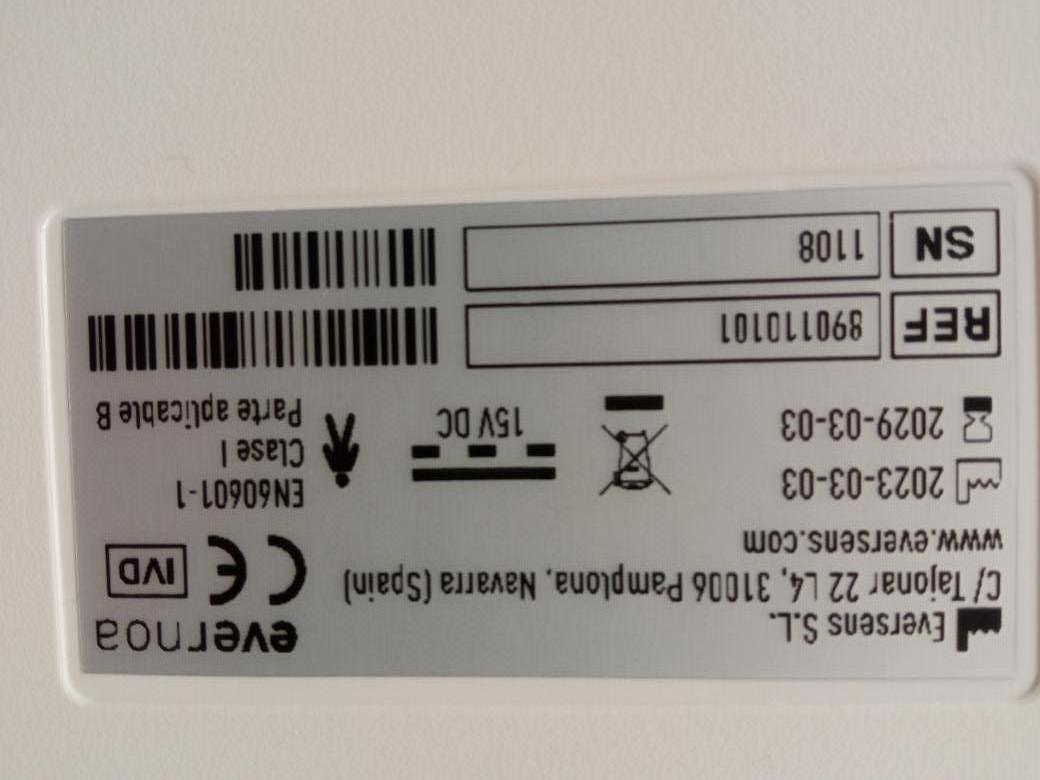 Eversens S.L.
C/ Tajonar 22 L4, 31006 Pamplona, Navarra (Spain)
www.eversens.com
evernoa
CE IVD
2023-03-03
2029-03-03
15V DC
EN60601-1
Clase I
Parte aplicable B
REF 890110101
SN 1108